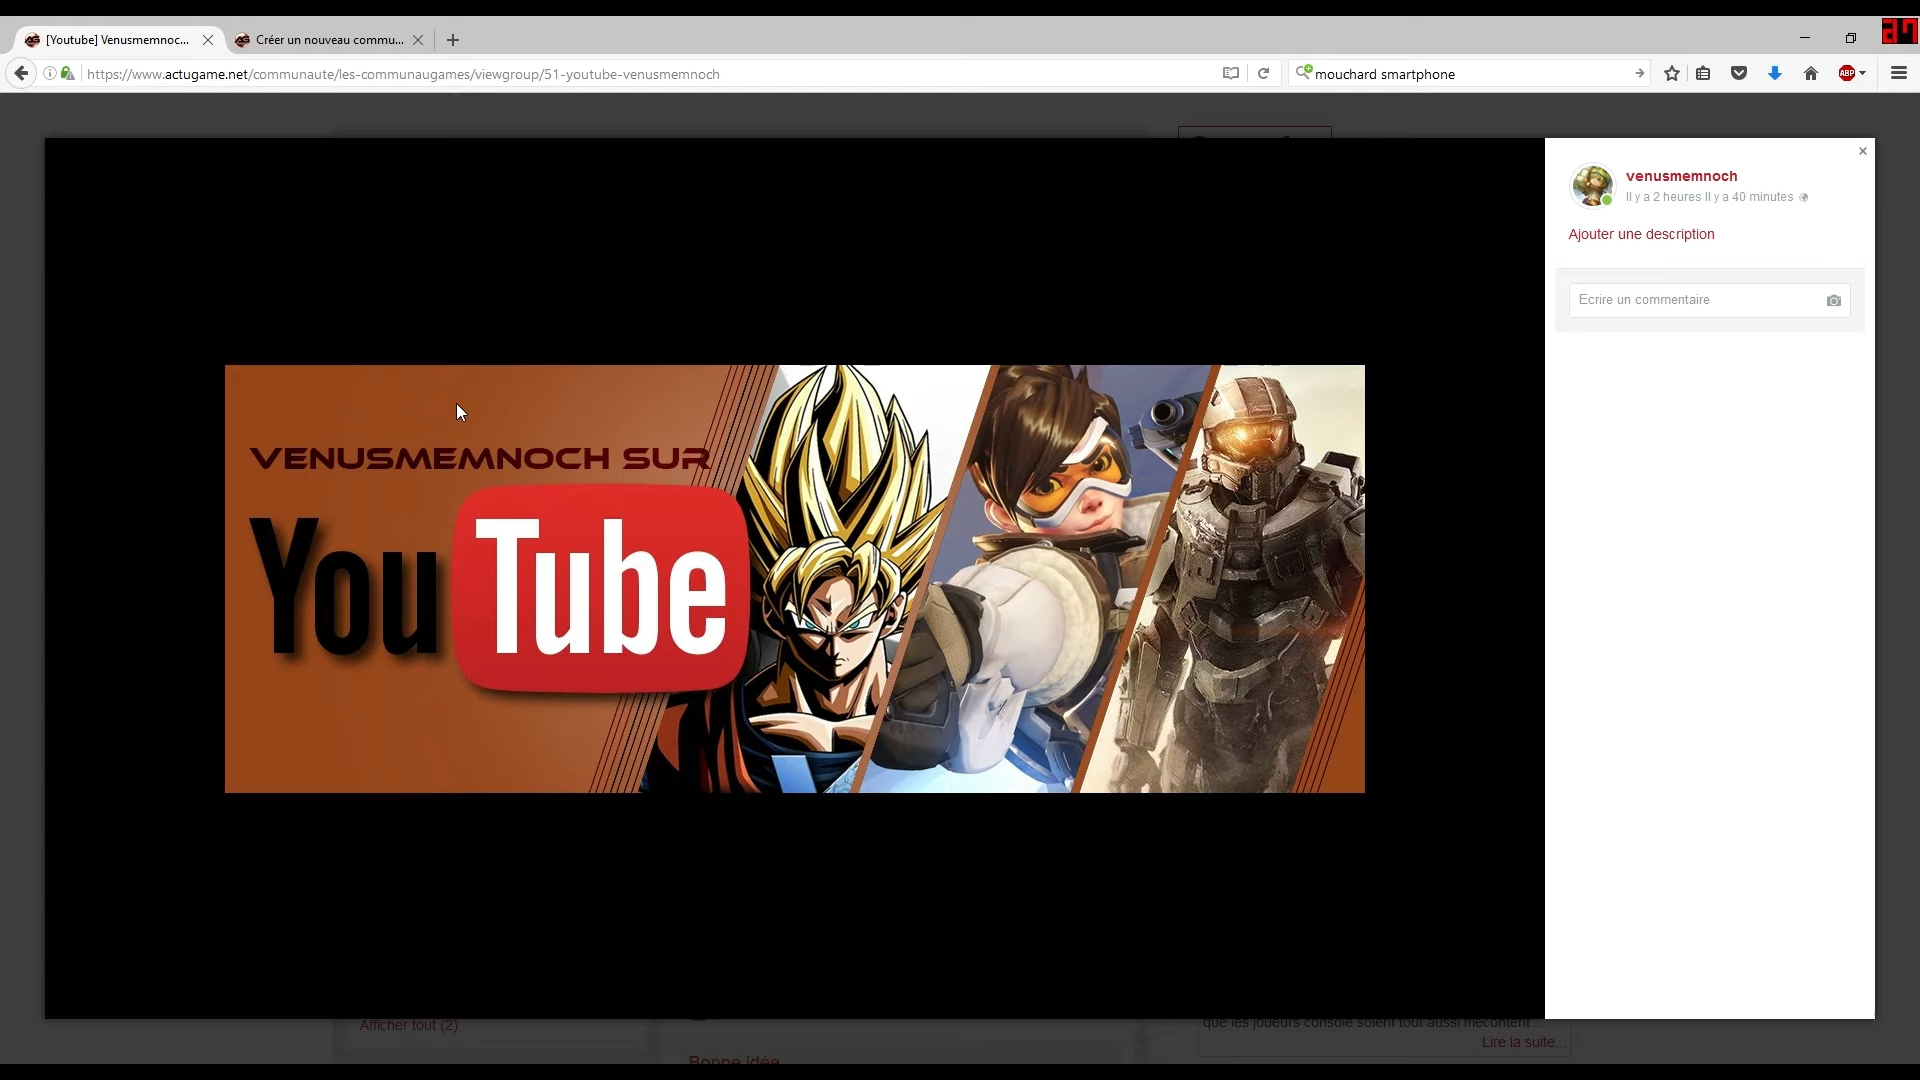 [Youtube] Venusmemnoc...
Créer un nouveau commu...
https://www.actugame.net/communaute/les-communaugames/viewgroup/51-youtube-venusmemnoch
mouchard smartphone
ABP
venusmemnoch
Il y a 2 heures Il y a 40 minutes
Ajouter une description
Ecrire un commentaire
VENUSMEMNOCH SUR
YouTube
Afficher tout (2)
Bonne idée
que les joueurs console soient tout aussi mécontent ...
Lire la suite...